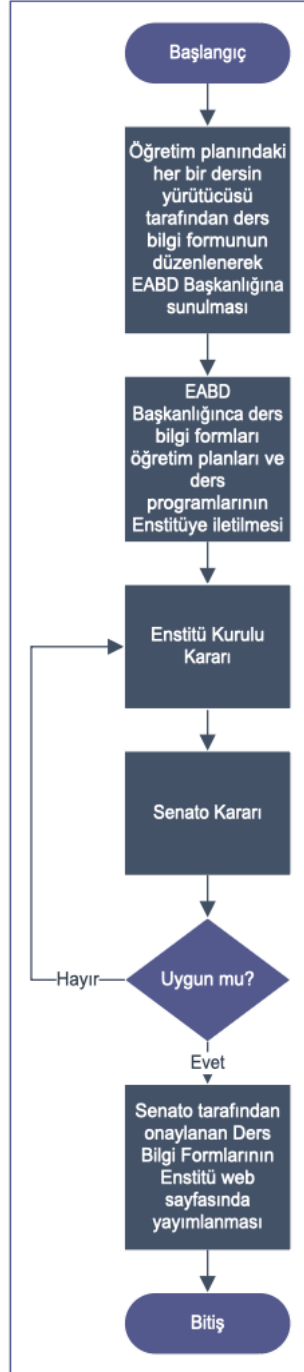 Başlangıç
Öğretim planındaki
her bir dersin
yürütücüsü
tarafından ders
bilgi formunun
düzenlenerek
EABD Başkanlığına
sunulması
EABD
Başkanlığınca ders
bilgi formları
öğretim planları ve
ders
programlarının
Enstitüye iletilmesi
Enstitü Kurulu
Kararı
Senato Kararı
Uygun mu?
Hayır
Evet
Senato tarafından
onaylanan Ders
Bilgi Formlarının
Enstitü web
sayfasında
yayımlanması
Bitiş